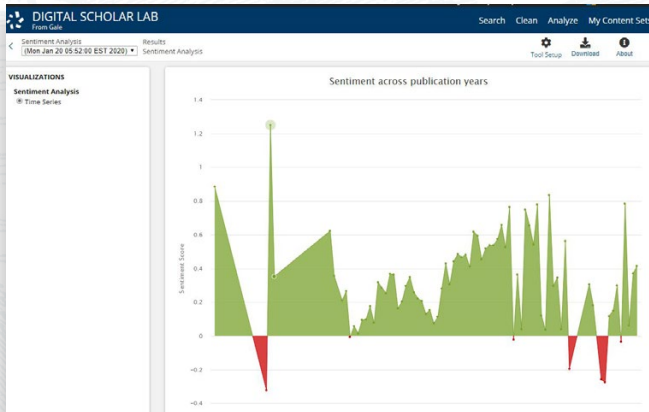 DIGITAL SCHOLAR LAB
From Gale
Search Clean Analyze My Content Sets
Sentiment Analysis
(Mon Jan 20 05:52:00 EST 2020)
Results
Sentiment Analysis
Tool Setup Download About
VISUALIZATIONS
Sentiment Analysis
Time Series
Sentiment across publication years
Sentiment Score
1.4
1.2
1
0.8
0.6
0.4
0.2
0
-0.2
-0.4